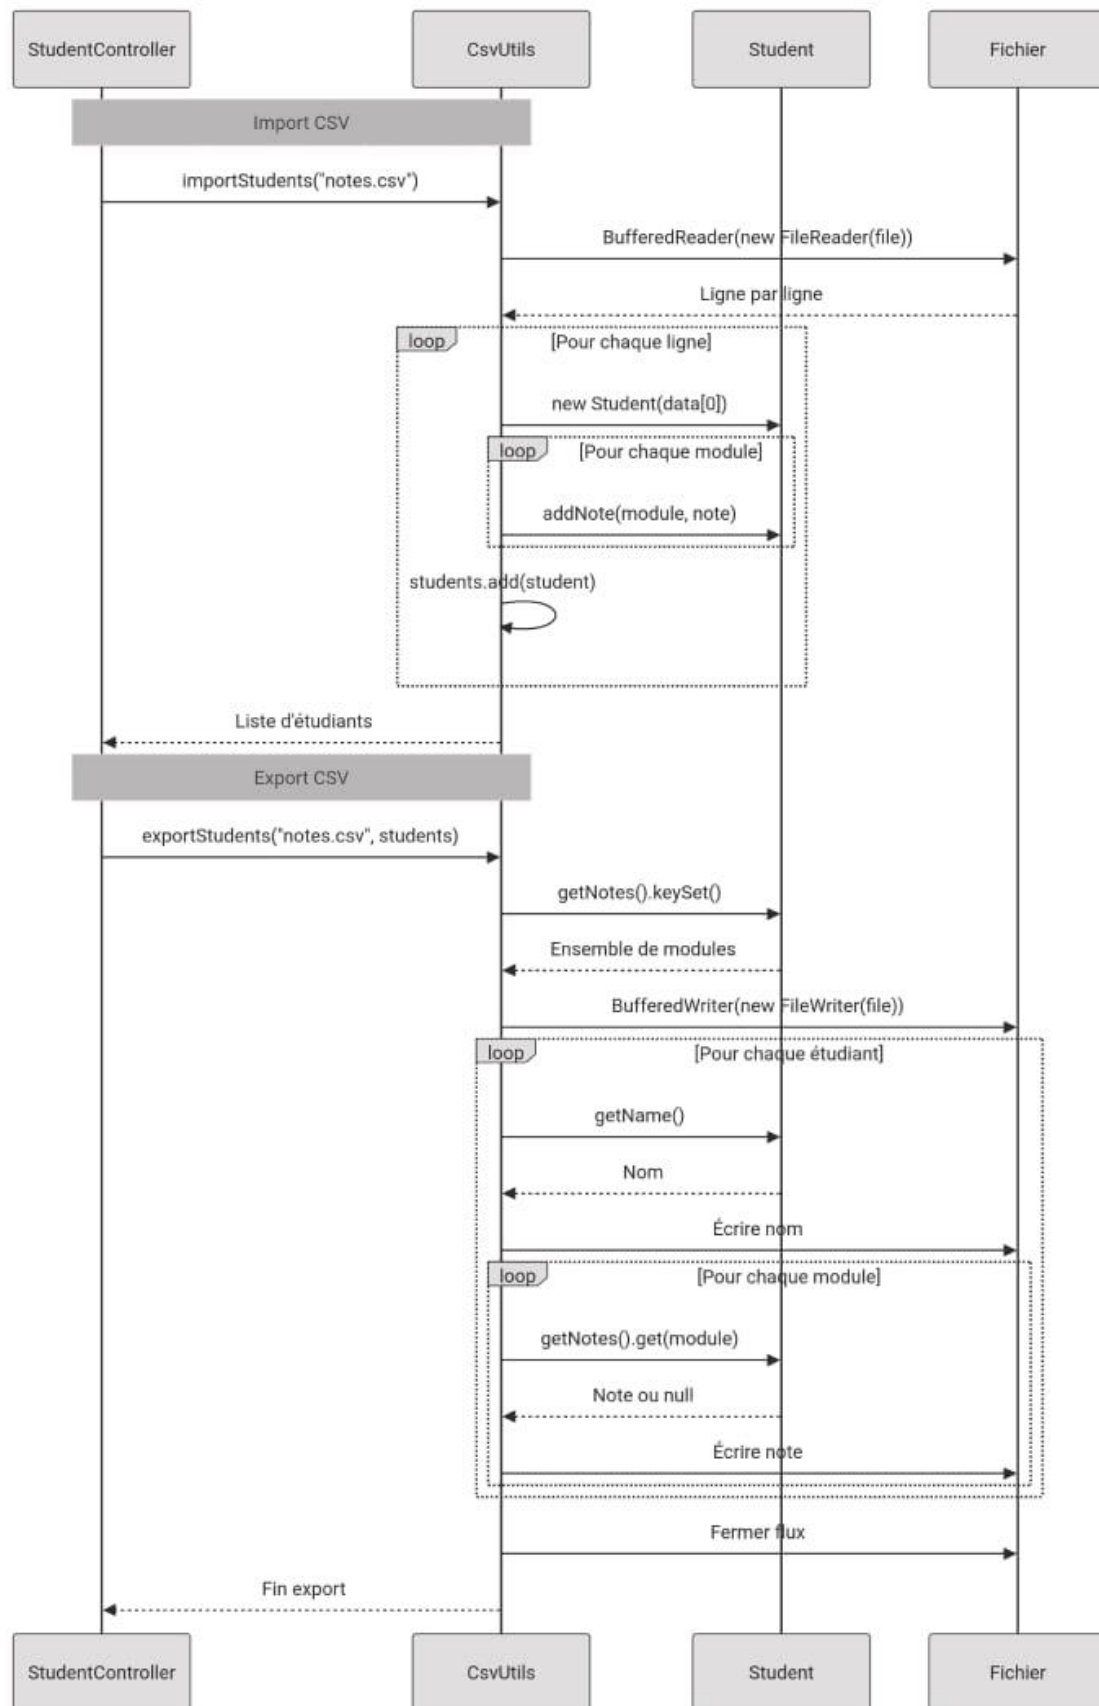 StudentController
CsvUtils
Student
Fichier
Import CSV
importStudents("notes.csv")
BufferedReader(new FileReader(file))
Ligne par ligne
loop
[Pour chaque ligne]
new Student(data[0])
loop
[Pour chaque module]
addNote(module, note)
students.add(student)
Liste d'étudiants
Export CSV
exportStudents("notes.csv", students)
getNotes().keySet()
Ensemble de modules
BufferedWriter(new FileWriter(file))
loop
[Pour chaque étudiant]
getName()
Nom
Écrire nom
loop
[Pour chaque module]
getNotes().get(module)
Note ou null
Écrire note
Fermer flux
Fin export
StudentController
CsvUtils
Student
Fichier